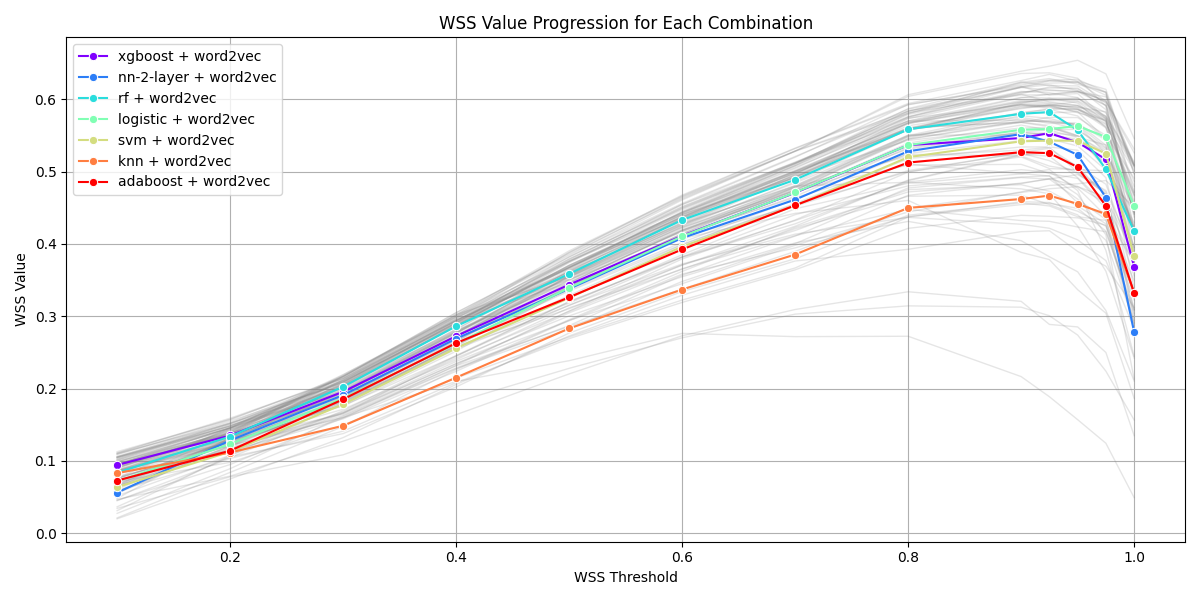 WSS Value Progression for Each Combination
xgboost + word2vec
nn-2-layer + word2vec
rf + word2vec
logistic + word2vec
svm + word2vec
knn + word2vec
adaboost + word2vec
WSS Value
0.6
0.5
0.4
0.3
0.2
0.1
0.0
0.2 0.4 0.6 0.8 1.0
WSS Threshold